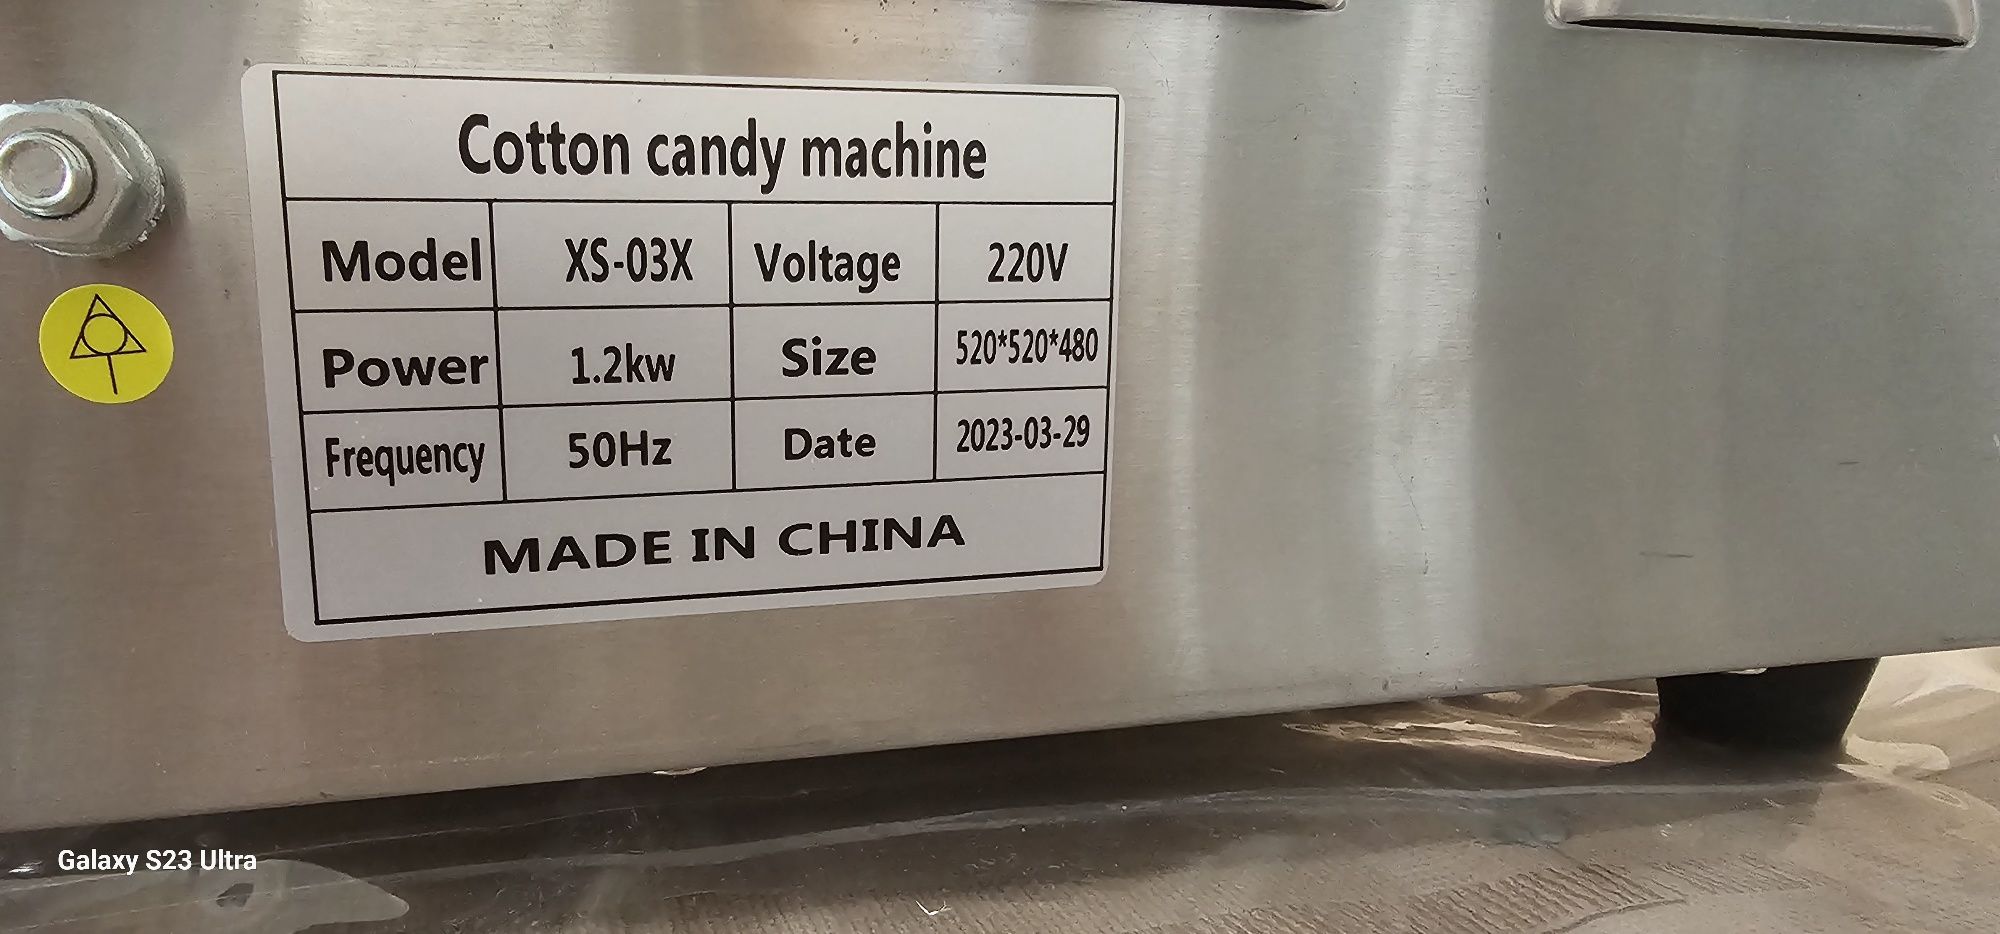 Cotton candy machine
Model XS-03X Voltage 220V
Power 1.2kw Size 520*520*480
Frequency 50Hz Date 2023-03-29
MADE IN CHINA
Galaxy S23 Ultra